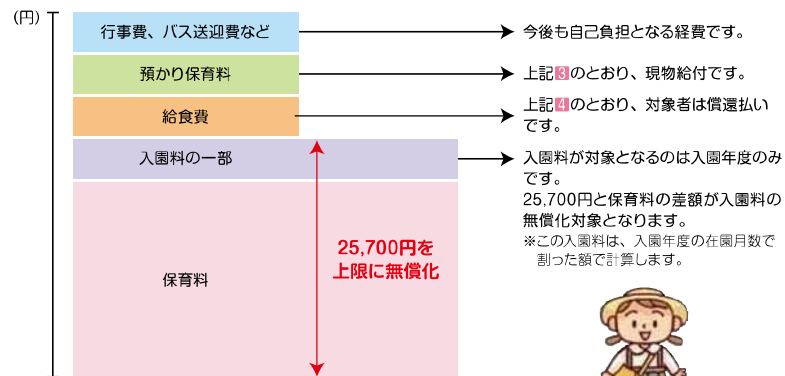 (円)
行事費、バス送迎費など
今後も自己負担となる経費です。
預かり保育料
上記3のとおり、現物給付です。
給食費
上記4のとおり、対象者は償還払い
です。
入園料の一部
入園料が対象となるのは入園年度のみ
です。
25,700円と保育料の差額が入園料の
無償化対象となります。
※この入園料は、入園年度の在園月数で
割った額で計算します。
25,700円を
上限に無償化
保育料